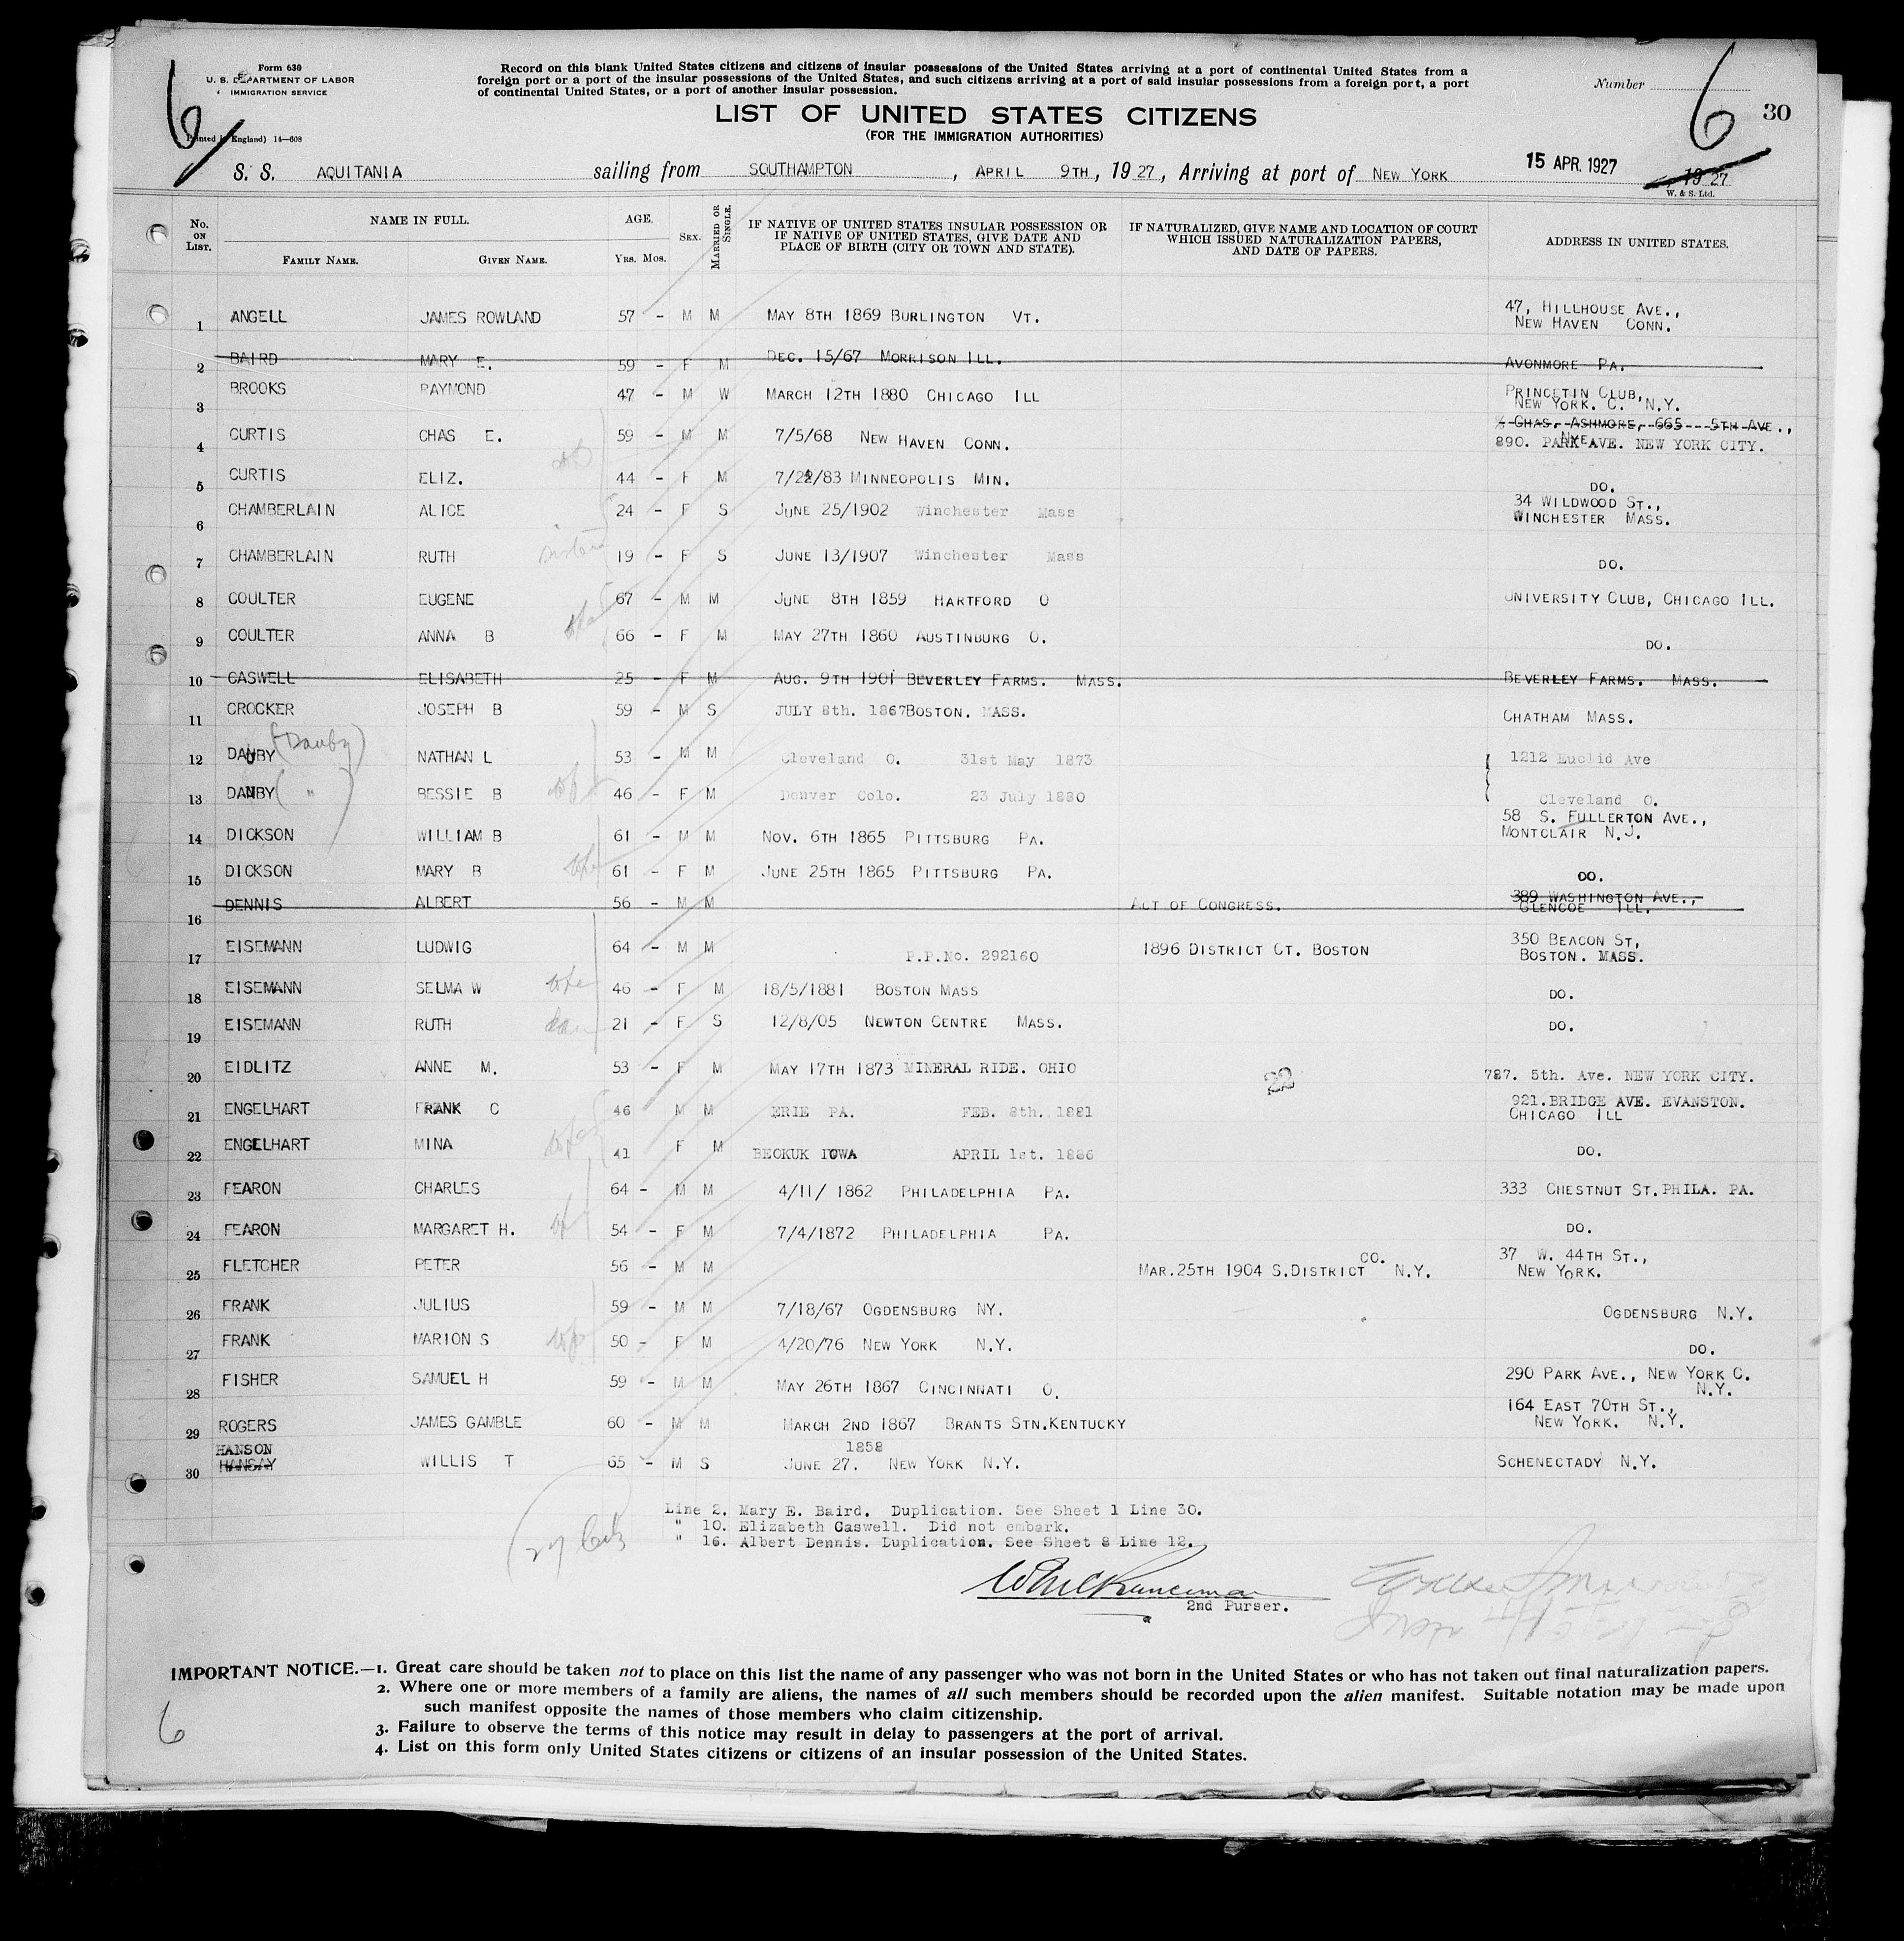 Form 630
U. S. DEPARTMENT OF LABOR
IMMIGRATION SERVICE
Record on this blank United States citizens and citizens of insular possessions of the United States arriving at a port of continental United States from a
foreign port or a port of the insular possessions of the United States, and such citizens arriving at a port of said insular possessions from a foreign port, a port
of continental United States, or a port of another insular possession.
Number
6
6
30
LIST OF UNITED STATES CITIZENS
(FOR THE IMMIGRATION AUTHORITIES)
(Printed in England) 14—608
S. S. AQUITANIA sailing from SOUTHAMPTON, APRIL 9TH, 1927, Arriving at port of NEW YORK 15 APR. 1927, 1927
W. & S. Ltd.
No. ON LIST. NAME IN FULL. FAMILY NAME. GIVEN NAME. AGE. Yrs. Mos. SEX. MARRIED OR SINGLE. IF NATIVE OF UNITED STATES INSULAR POSSESSION OR IF NATIVE OF UNITED STATES, GIVE DATE AND PLACE OF BIRTH (CITY OR TOWN AND STATE). IF NATURALIZED, GIVE NAME AND LOCATION OF COURT WHICH ISSUED NATURALIZATION PAPERS, AND DATE OF PAPERS. ADDRESS IN UNITED STATES.
1 ANGELL JAMES ROWLAND 57 - M M MAY 8TH 1869 BURLINGTON VT. 47, HILLHOUSE AVE., NEW HAVEN CONN.
2 BAIRD MARY E. 59 - F M DEC. 15/67 MORRISON ILL. AVONMORE PA.
3 BROOKS RAYMOND 47 - M W MARCH 12TH 1880 CHICAGO ILL PRINCETIN CLUB, NEW YORK. C. N.Y.
4 CURTIS CHAS E. 59 - M M 7/5/68 NEW HAVEN CONN. % CHAS. ASHMORE, 665 5TH AVE., 890. PARK AVE. NEW YORK CITY.
5 CURTIS ELIZ. 44 - F M 7/22/83 MINNEOPOLIS MIN. DO.
6 CHAMBERLAIN ALICE 24 - F S JUNE 25/1902 Winchester Mass 34 WILDWOOD ST., WINCHESTER MASS.
7 CHAMBERLAIN RUTH sisters 19 - F S JUNE 13/1907 Winchester Mass DO.
8 COULTER EUGENE 67 - M M JUNE 8TH 1859 HARTFORD O UNIVERSITY CLUB, CHICAGO ILL.
9 COULTER ANNA B 66 - F M MAY 27TH 1860 AUSTINBURG O. DO.
10 CASWELL ELISABETH 25 - F M AUG. 9TH 1901 BEVERLEY FARMS. MASS. BEVERLEY FARMS. MASS.
11 CROCKER JOSEPH B 59 - M S JULY 8th. 1867 BOSTON. MASS. CHATHAM MASS.
12 DAUBY (Dauby) NATHAN L 53 - M M Cleveland O. 31st May 1873 1212 Euclid Ave
13 DANBY ( " ) BESSIE B 46 - F M Denver Colo. 23 July 1880 Cleveland O.
14 DICKSON WILLIAM B 61 - M M NOV. 6TH 1865 PITTSBURG PA. 58 S. FULLERTON AVE., MONTCLAIR N.J.
15 DICKSON MARY B 61 - F M JUNE 25TH 1865 PITTSBURG PA. DO.
16 DENNIS ALBERT 56 - M M ACT OF CONGRESS. 389 WASHINGTON AVE., GLENCOE ILL.
17 EISEMANN LUDWIG 64 - M M P.P.No. 292160 1896 DISTRICT CT. BOSTON 350 BEACON ST, BOSTON. MASS.
18 EISEMANN SELMA W 46 - F M 18/5/1881 BOSTON MASS DO.
19 EISEMANN RUTH dau 21 - F S 12/8/05 NEWTON CENTRE MASS. DO.
20 EIDLITZ ANNE M. 53 - F M MAY 17TH 1873 MINERAL RIDE. OHIO 22 787. 5th. Ave. NEW YORK CITY.
21 ENGELHART FRANK C 46 M M ERIE PA. FEB. 8th. 1881 921.BRIDGE AVE. EVANSTON. CHICAGO ILL
22 ENGELHART MINA 41 F M BEOKUK IOWA APRIL 1st. 1886 DO.
23 FEARON CHARLES 64 - M M 4/11/ 1862 PHILADELPHIA PA. 333 CHESTNUT ST. PHILA. PA.
24 FEARON MARGARET H. 54 - F M 7/4/1872 PHILADELPHIA PA. DO.
25 FLETCHER PETER 56 - M M MAR.25TH 1904 S.DISTRICT CO. N.Y. 37 W. 44TH ST., NEW YORK.
26 FRANK JULIUS 59 - M M 7/18/67 OGDENSBURG NY. OGDENSBURG N.Y.
27 FRANK MARION S 50 - F M 4/20/76 NEW YORK N.Y. DO.
28 FISHER SAMUEL H 59 - M M MAY 26TH 1867 CINCINNATI O. 290 PARK AVE., NEW YORK C. N.Y.
29 ROGERS JAMES GAMBLE 60 - M M MARCH 2ND 1867 BRANTS STN.KENTUCKY 164 EAST 70TH ST., NEW YORK. N.Y.
30 HANSON HANSAY WILLIS T 65 - M S JUNE 27. 1858 NEW YORK N.Y. SCHENECTADY N.Y.
Line 2. Mary E. Baird. Duplication. See Sheet 1 Line 30.
" 10. Elizabeth Caswell. Did not embark.
" 16. Albert Dennis. Duplication. See Sheet 8 Line 12.
2nd Purser.
IMPORTANT NOTICE.—1. Great care should be taken not to place on this list the name of any passenger who was not born in the United States or who has not taken out final naturalization papers.
2. Where one or more members of a family are aliens, the names of all such members should be recorded upon the alien manifest. Suitable notation may be made upon
such manifest opposite the names of those members who claim citizenship.
3. Failure to observe the terms of this notice may result in delay to passengers at the port of arrival.
4. List on this form only United States citizens or citizens of an insular possession of the United States.
6